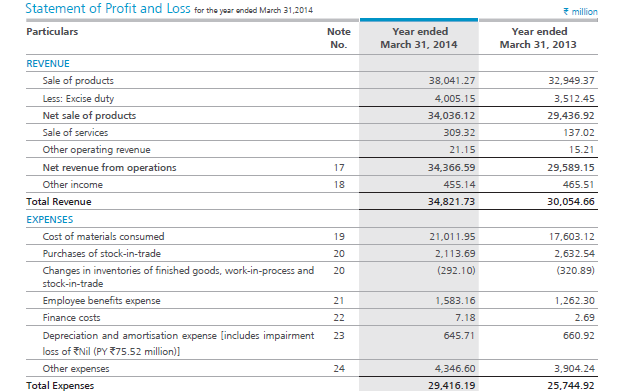 Statement of Profit and Loss for the year ended March 31,2014 ₹ million
Particulars Note No. Year ended March 31, 2014 Year ended March 31, 2013
REVENUE
Sale of products 38,041.27 32,949.37
Less: Excise duty 4,005.15 3,512.45
Net sale of products 34,036.12 29,436.92
Sale of services 309.32 137.02
Other operating revenue 21.15 15.21
Net revenue from operations 17 34,366.59 29,589.15
Other income 18 455.14 465.51
Total Revenue 34,821.73 30,054.66
EXPENSES
Cost of materials consumed 19 21,011.95 17,603.12
Purchases of stock-in-trade 20 2,113.69 2,632.54
Changes in inventories of finished goods, work-in-process and 20 (292.10) (320.89)
stock-in-trade
Employee benefits expense 21 1,583.16 1,262.30
Finance costs 22 7.18 2.69
Depreciation and amortisation expense [includes impairment 23 645.71 660.92
loss of ₹Nil (PY ₹75.52 million)]
Other expenses 24 4,346.60 3,904.24
Total Expenses 29,416.19 25,744.92